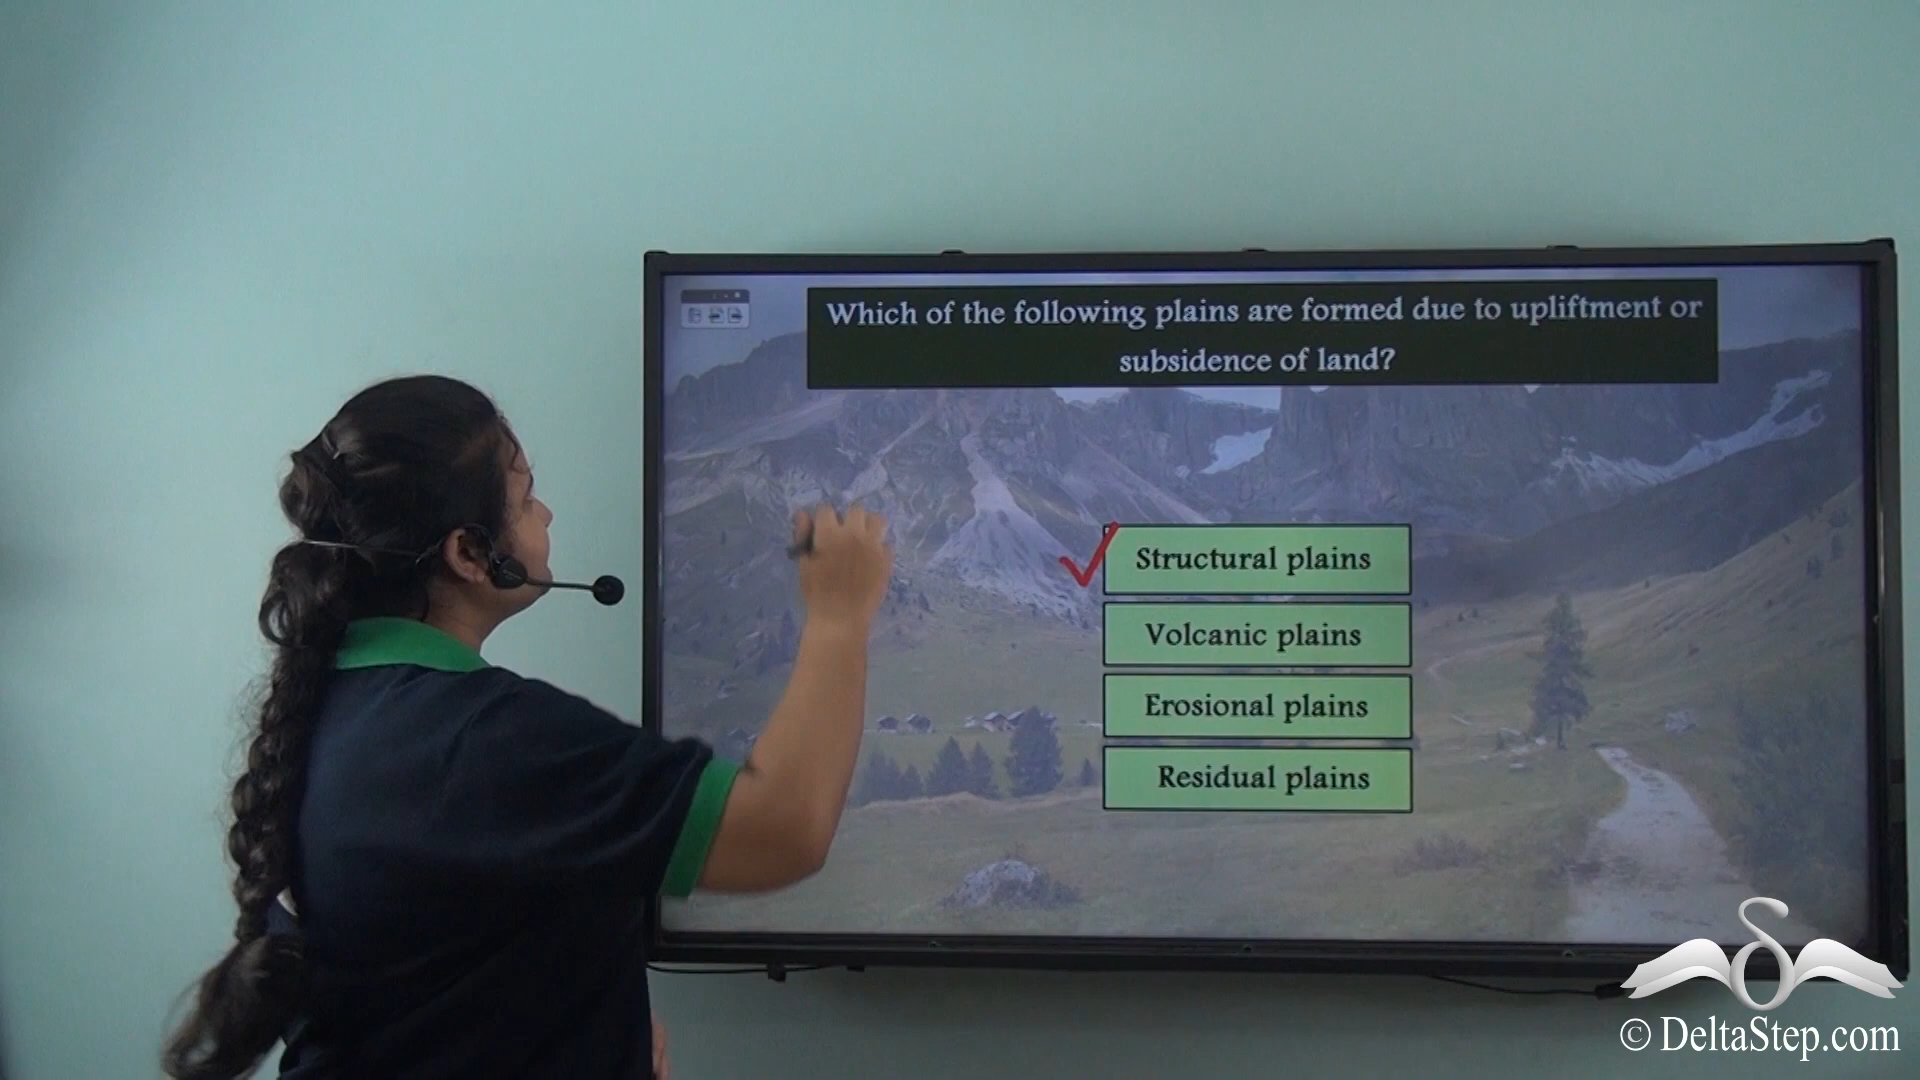 Which of the following plains are formed due to upliftment or
subsidence of land?
Structural plains
Volcanic plains
Erosional plains
Residual plains
© DeltaStep.com